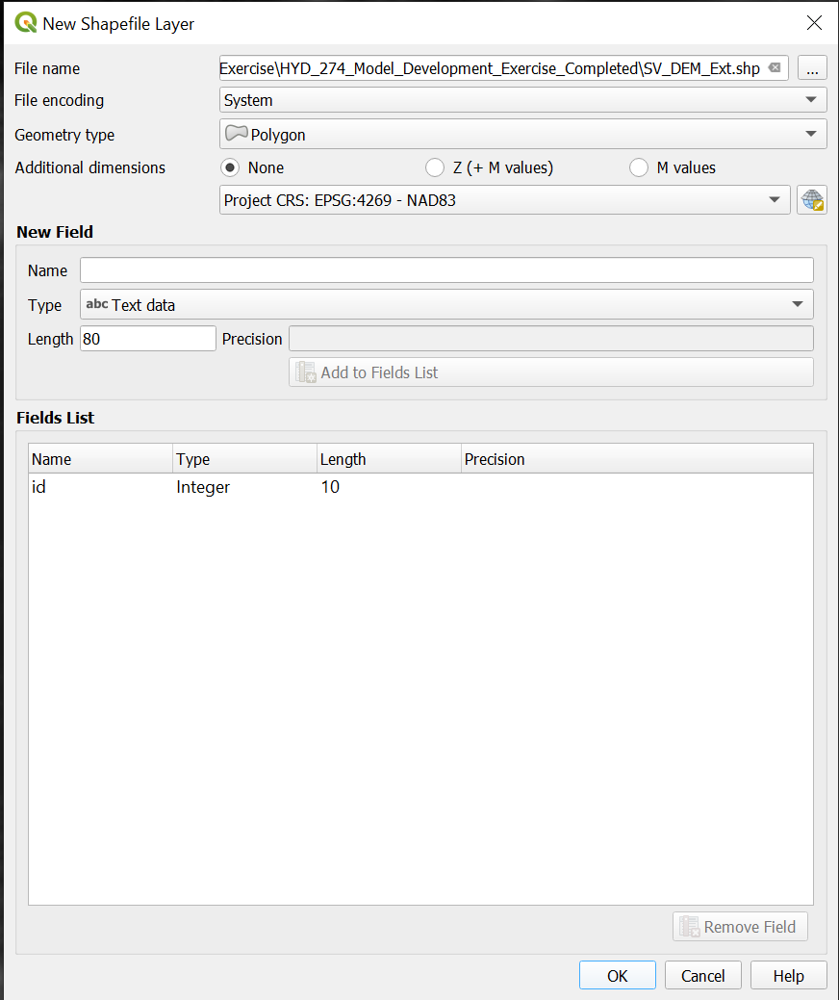 New Shapefile Layer
File name Exercise\HYD_274_Model_Development_Exercise_Completed\SV_DEM_Ext.shp ...
File encoding System
Geometry type Polygon
Additional dimensions None Z (+ M values) M values
Project CRS: EPSG:4269 - NAD83
New Field
Name
Type abc Text data
Length 80 Precision
Add to Fields List
Fields List
Name Type Length Precision
id Integer 10
Remove Field
OK Cancel Help